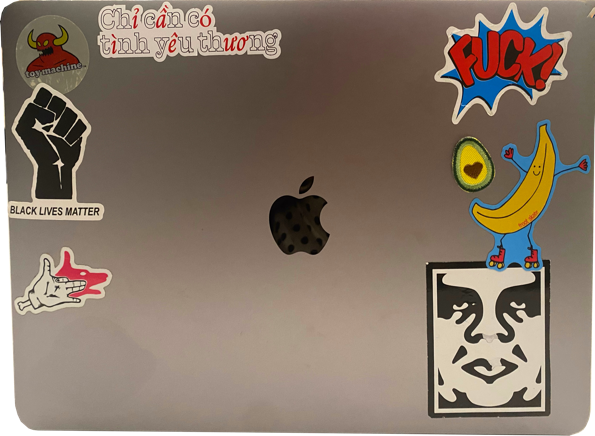 toy machine
Chỉ cần có
tình yêu thương
FUCK!
BLACK LIVES MATTER